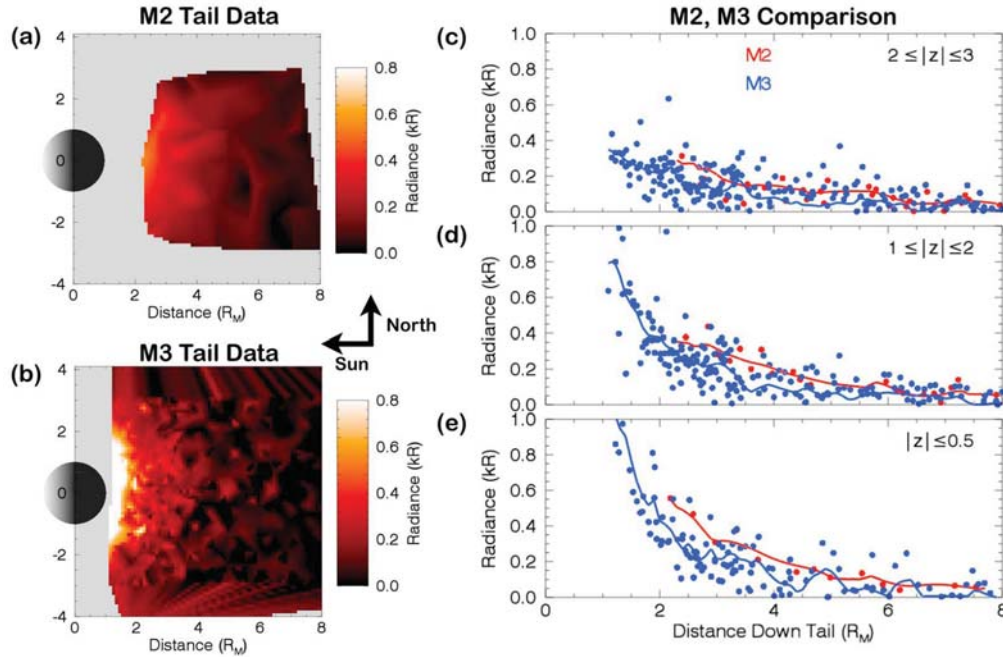 M2 Tail Data
(a)
4
2
0
-2
-4
0 2 4 6 8
Distance (R_M)
0.8
0.6
0.4
0.2
0.0
Radiance (kR)
North
Sun
M3 Tail Data
(b)
4
2
0
-2
-4
0 2 4 6 8
Distance (R_M)
0.8
0.6
0.4
0.2
0.0
Radiance (kR)
M2, M3 Comparison
(c)
1.0
0.8
0.6
0.4
0.2
0.0
Radiance (kR)
M2
M3
2 ≤|z| ≤3
(d)
1.0
0.8
0.6
0.4
0.2
0.0
Radiance (kR)
1 ≤|z| ≤2
(e)
1.0
0.8
0.6
0.4
0.2
0.0
Radiance (kR)
|z| ≤0.5
0 2 4 6 8
Distance Down Tail (R_M)